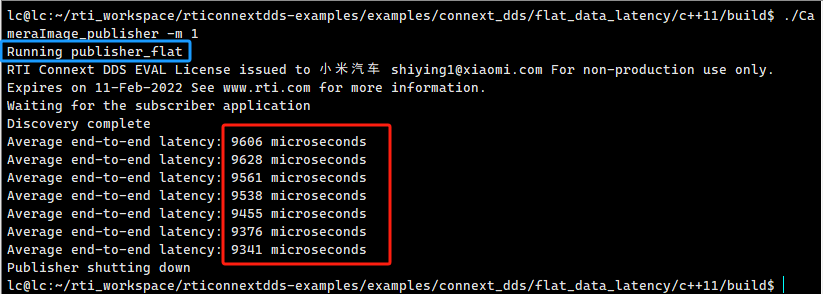 lc@lc:~/rti_workspace/rticonnextdds-examples/examples/connext_dds/flat_data_latency/c++11/build$ ./Ca
meraImage_publisher -m 1
Running publisher_flat
RTI Connext DDS EVAL License issued to 小米汽车 shiying1@xiaomi.com For non-production use only.
Expires on 11-Feb-2022 See www.rti.com for more information.
Waiting for the subscriber application
Discovery complete
Average end-to-end latency: 9606 microseconds
Average end-to-end latency: 9628 microseconds
Average end-to-end latency: 9561 microseconds
Average end-to-end latency: 9538 microseconds
Average end-to-end latency: 9455 microseconds
Average end-to-end latency: 9376 microseconds
Average end-to-end latency: 9341 microseconds
Publisher shutting down
lc@lc:~/rti_workspace/rticonnextdds-examples/examples/connext_dds/flat_data_latency/c++11/build$